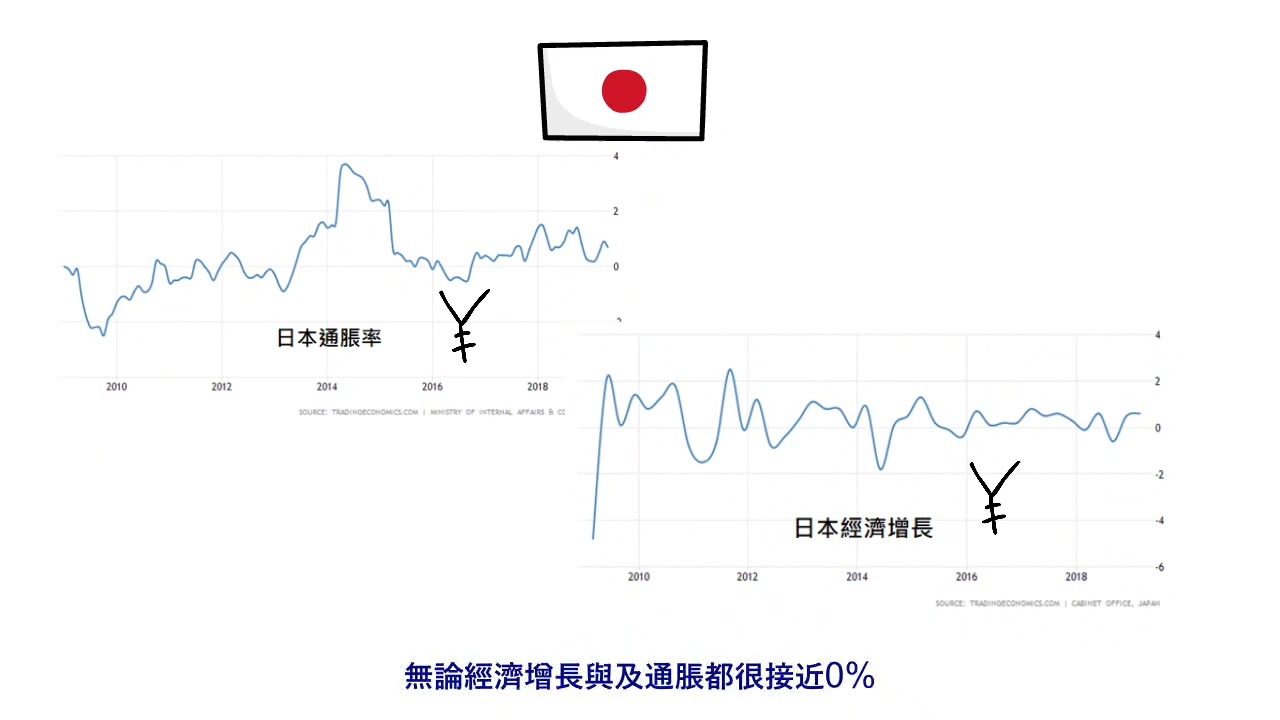 4
2
0
日本通脹率
¥
2010 2012 2014 2016 2018
SOURCE: TRADINGECONOMICS.COM | MINISTRY OF INTERNAL AFFAIRS & CO
4
2
0
-2
-4
-6
日本經濟增長
¥
2010 2012 2014 2016 2018
SOURCE: TRADINGECONOMICS.COM | CABINET OFFICE, JAPAN
無論經濟增長與及通脹都很接近0%